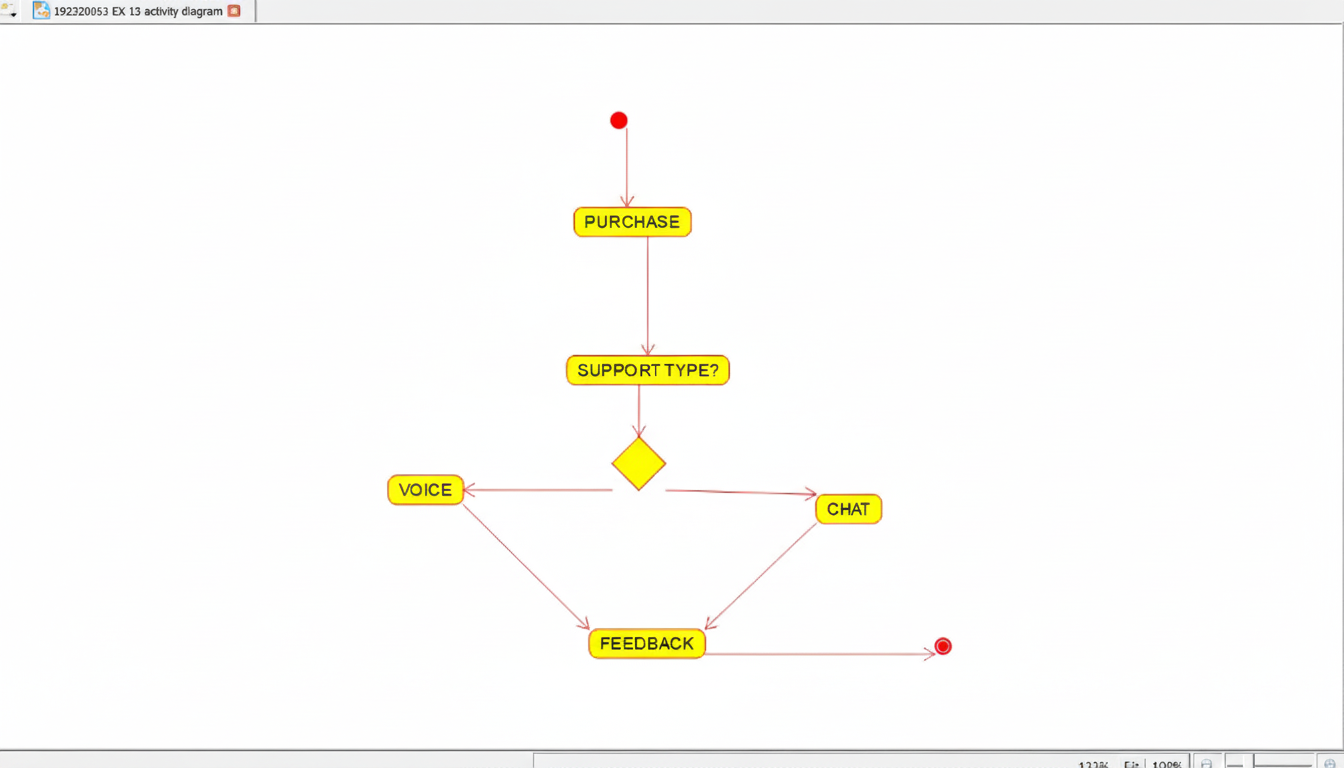 192320053 EX 13 activity diagram
PURCHASE
SUPPORT TYPE?
VOICE
CHAT
FEEDBACK
100%